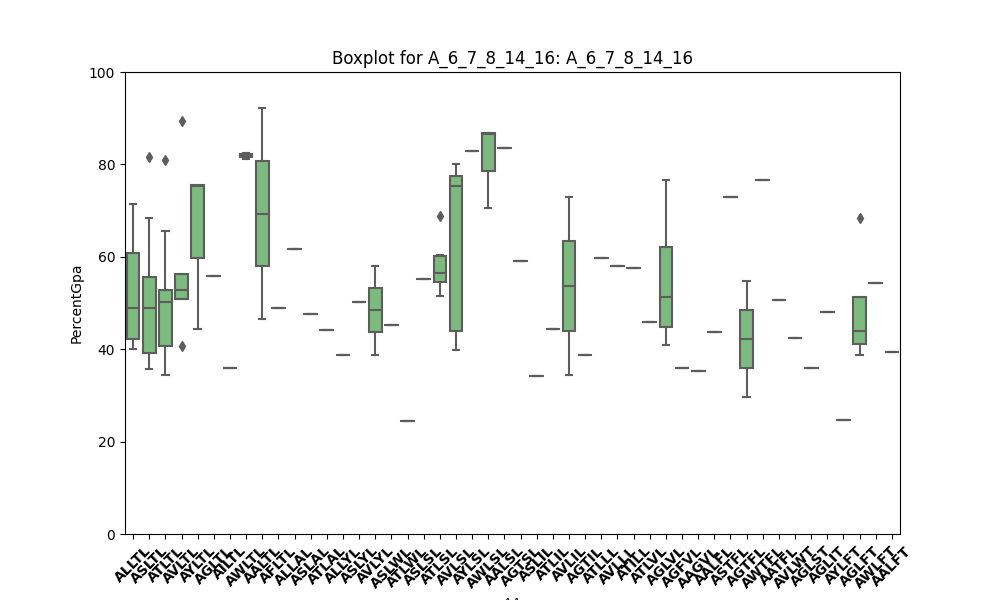 Boxplot for A_6_7_8_14_16: A_6_7_8_14_16
PercentGpa
100
80
60
40
20
0
ALLTL
ASLTL
ATLTL
AVLTL
AYLTL
AGLTL
AILTL
AWLTL
AALTL
AFLTL
ALLAL
ASLAL
ATLAL
ALLYL
ASLYL
AVLYL
ASLWL
ATLWL
ASLSL
ATLSL
AVLSL
AYLSL
AWLSL
AALSL
AGTSL
ASLIL
ATLIL
AVLIL
AGTIL
ATLLL
AVLLL
ATLVL
AGLVL
AGFVL
AAGVL
AALFL
ASTFL
AGTFL
AWTFL
AATFL
AVLWT
AGLST
AGLIT
AYLFT
AGLFT
AWLFT
AALFT